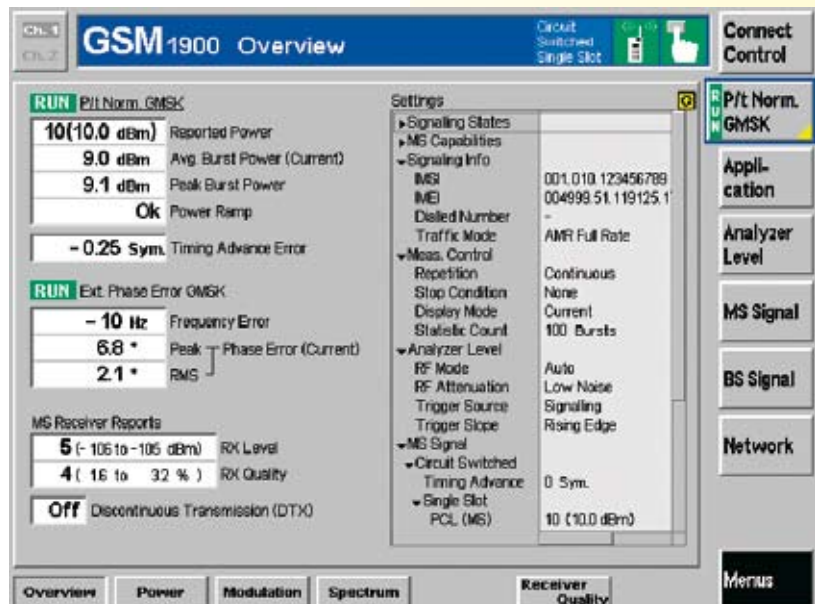 Ch. 1
Ch. 2
GSM 1900 Overview
Circuit
Switched
Single Slot
Connect
Control
RUN P/t Norm. GMSK
10(10.0 dBm) Reported Power
9.0 dBm Avg. Burst Power (Current)
9.1 dBm Peak Burst Power
Ok Power Ramp
- 0.25 Sym. Timing Advance Error
RUN Ext. Phase Error GMSK
- 10 Hz Frequency Error
6.8 ° Peak Phase Error (Current)
2.1 ° RMS
MS Receiver Reports
5 (- 106 to -105 dBm) RX Level
4 ( 1.6 to 3.2 % ) RX Quality
Off Discontinuous Transmission (DTX)
Settings
Signaling States
MS Capabilities
Signaling Info
IMSI 001.010.123456789
IMEI 004999.51.119125.1
Dialled Number -
Traffic Mode AMR Full Rate
Meas. Control
Repetition Continuous
Stop Condition None
Display Mode Current
Statistic Count 100 Bursts
Analyzer Level
RF Mode Auto
RF Attenuation Low Noise
Trigger Source Signalling
Trigger Slope Rising Edge
MS Signal
Circuit Switched
Timing Advance 0 Sym.
Single Slot
PCL (MS) 10 (10.0 dBm)
RUN
P/t Norm.
GMSK
Appli-
cation
Analyzer
Level
MS Signal
BS Signal
Network
Menus
Overview Power Modulation Spectrum Receiver
Quality